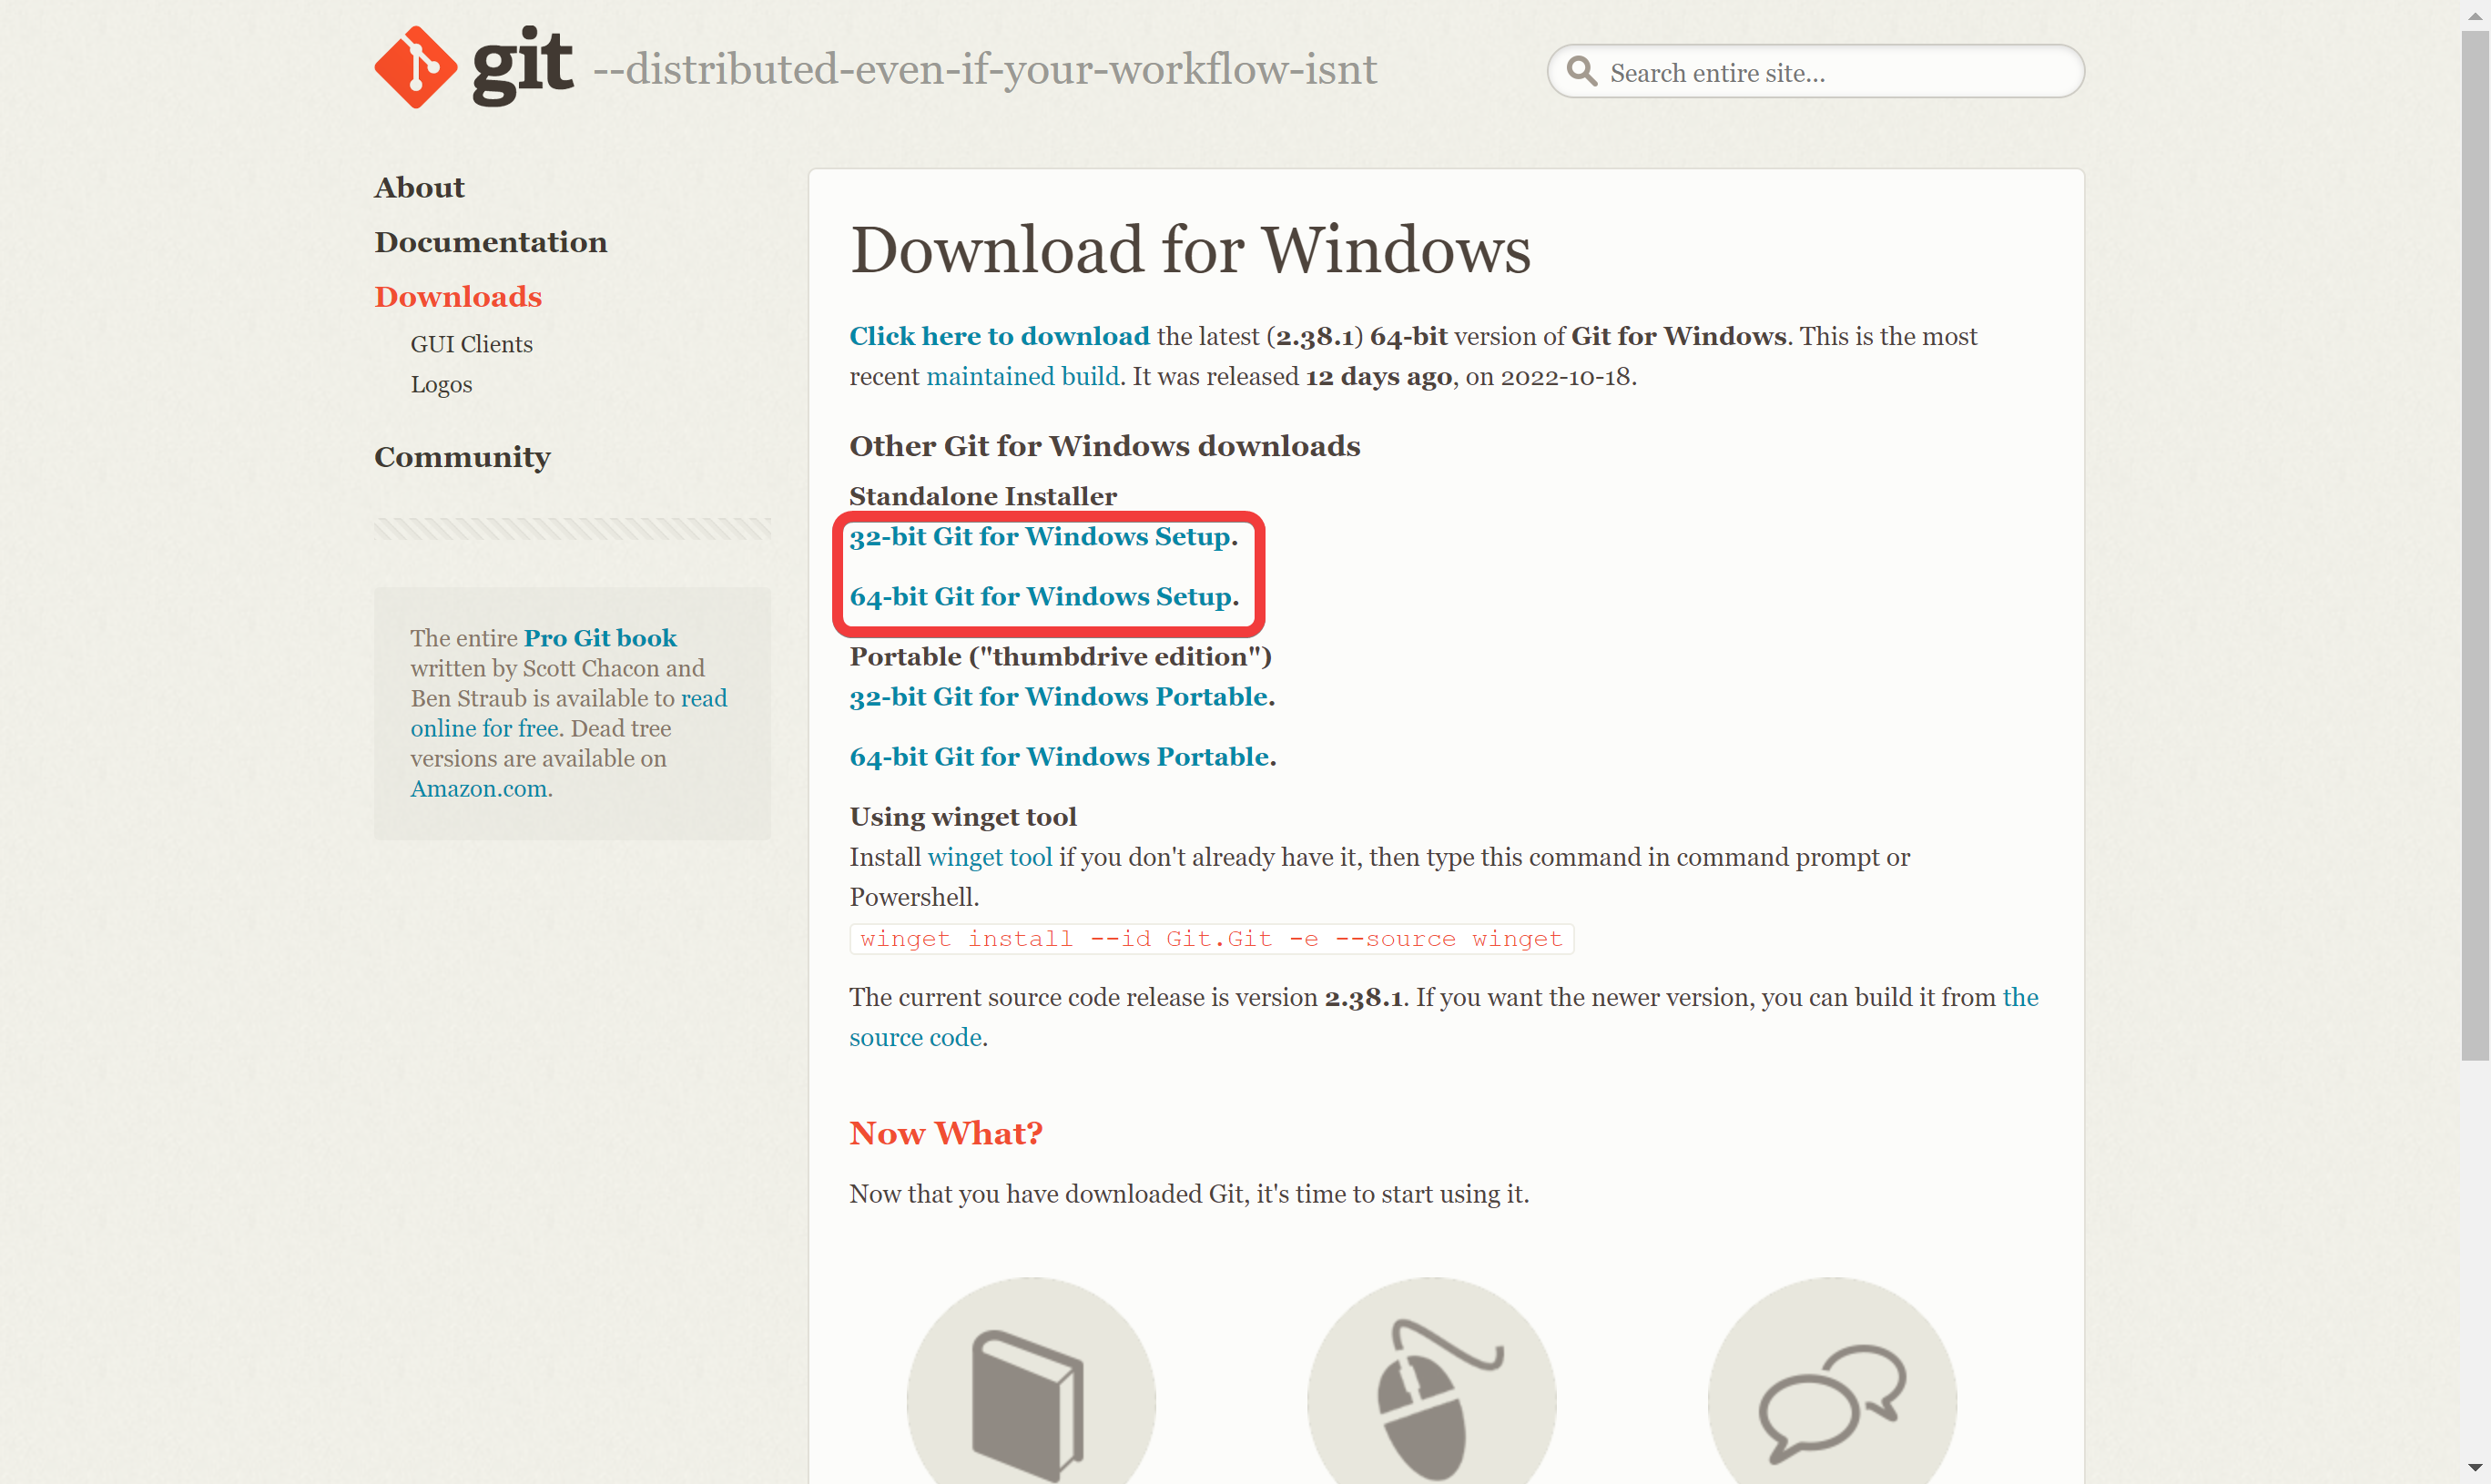 git --distributed-even-if-your-workflow-isnt
Search entire site...
About
Documentation
Downloads
GUI Clients
Logos
Community
The entire Pro Git book
written by Scott Chacon and
Ben Straub is available to read
online for free. Dead tree
versions are available on
Amazon.com.
Download for Windows
Click here to download the latest (2.38.1) 64-bit version of Git for Windows. This is the most
recent maintained build. It was released 12 days ago, on 2022-10-18.
Other Git for Windows downloads
Standalone Installer
32-bit Git for Windows Setup.
64-bit Git for Windows Setup.
Portable ("thumbdrive edition")
32-bit Git for Windows Portable.
64-bit Git for Windows Portable.
Using winget tool
Install winget tool if you don't already have it, then type this command in command prompt or
Powershell.
winget install --id Git.Git -e --source winget
The current source code release is version 2.38.1. If you want the newer version, you can build it from the
source code.
Now What?
Now that you have downloaded Git, it's time to start using it.